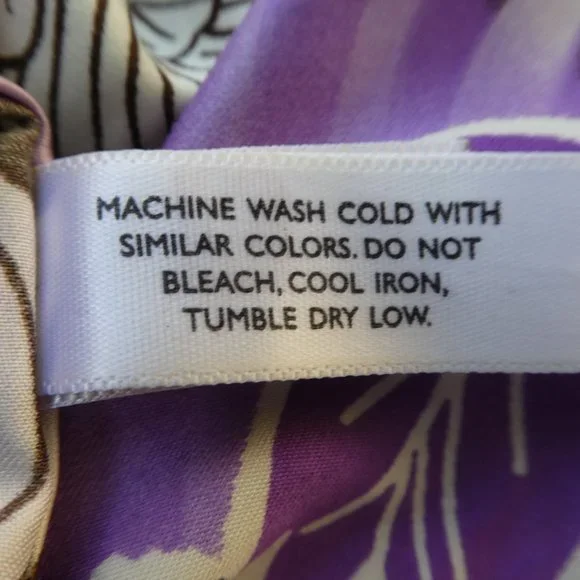 MACHINE WASH COLD WITH
SIMILAR COLORS. DO NOT
BLEACH, COOL IRON,
TUMBLE DRY LOW.